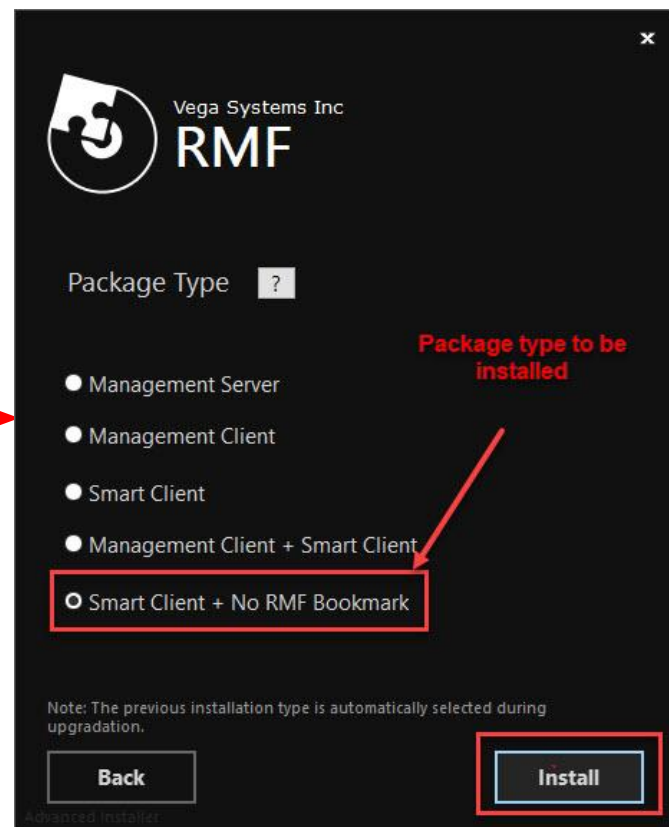 x
Vega Systems Inc
RMF
Package Type ?
Package type to be
installed
Management Server
Management Client
Smart Client
Management Client + Smart Client
Smart Client + No RMF Bookmark
Note: The previous installation type is automatically selected during
upgradation.
Back
Install
Advanced Installer